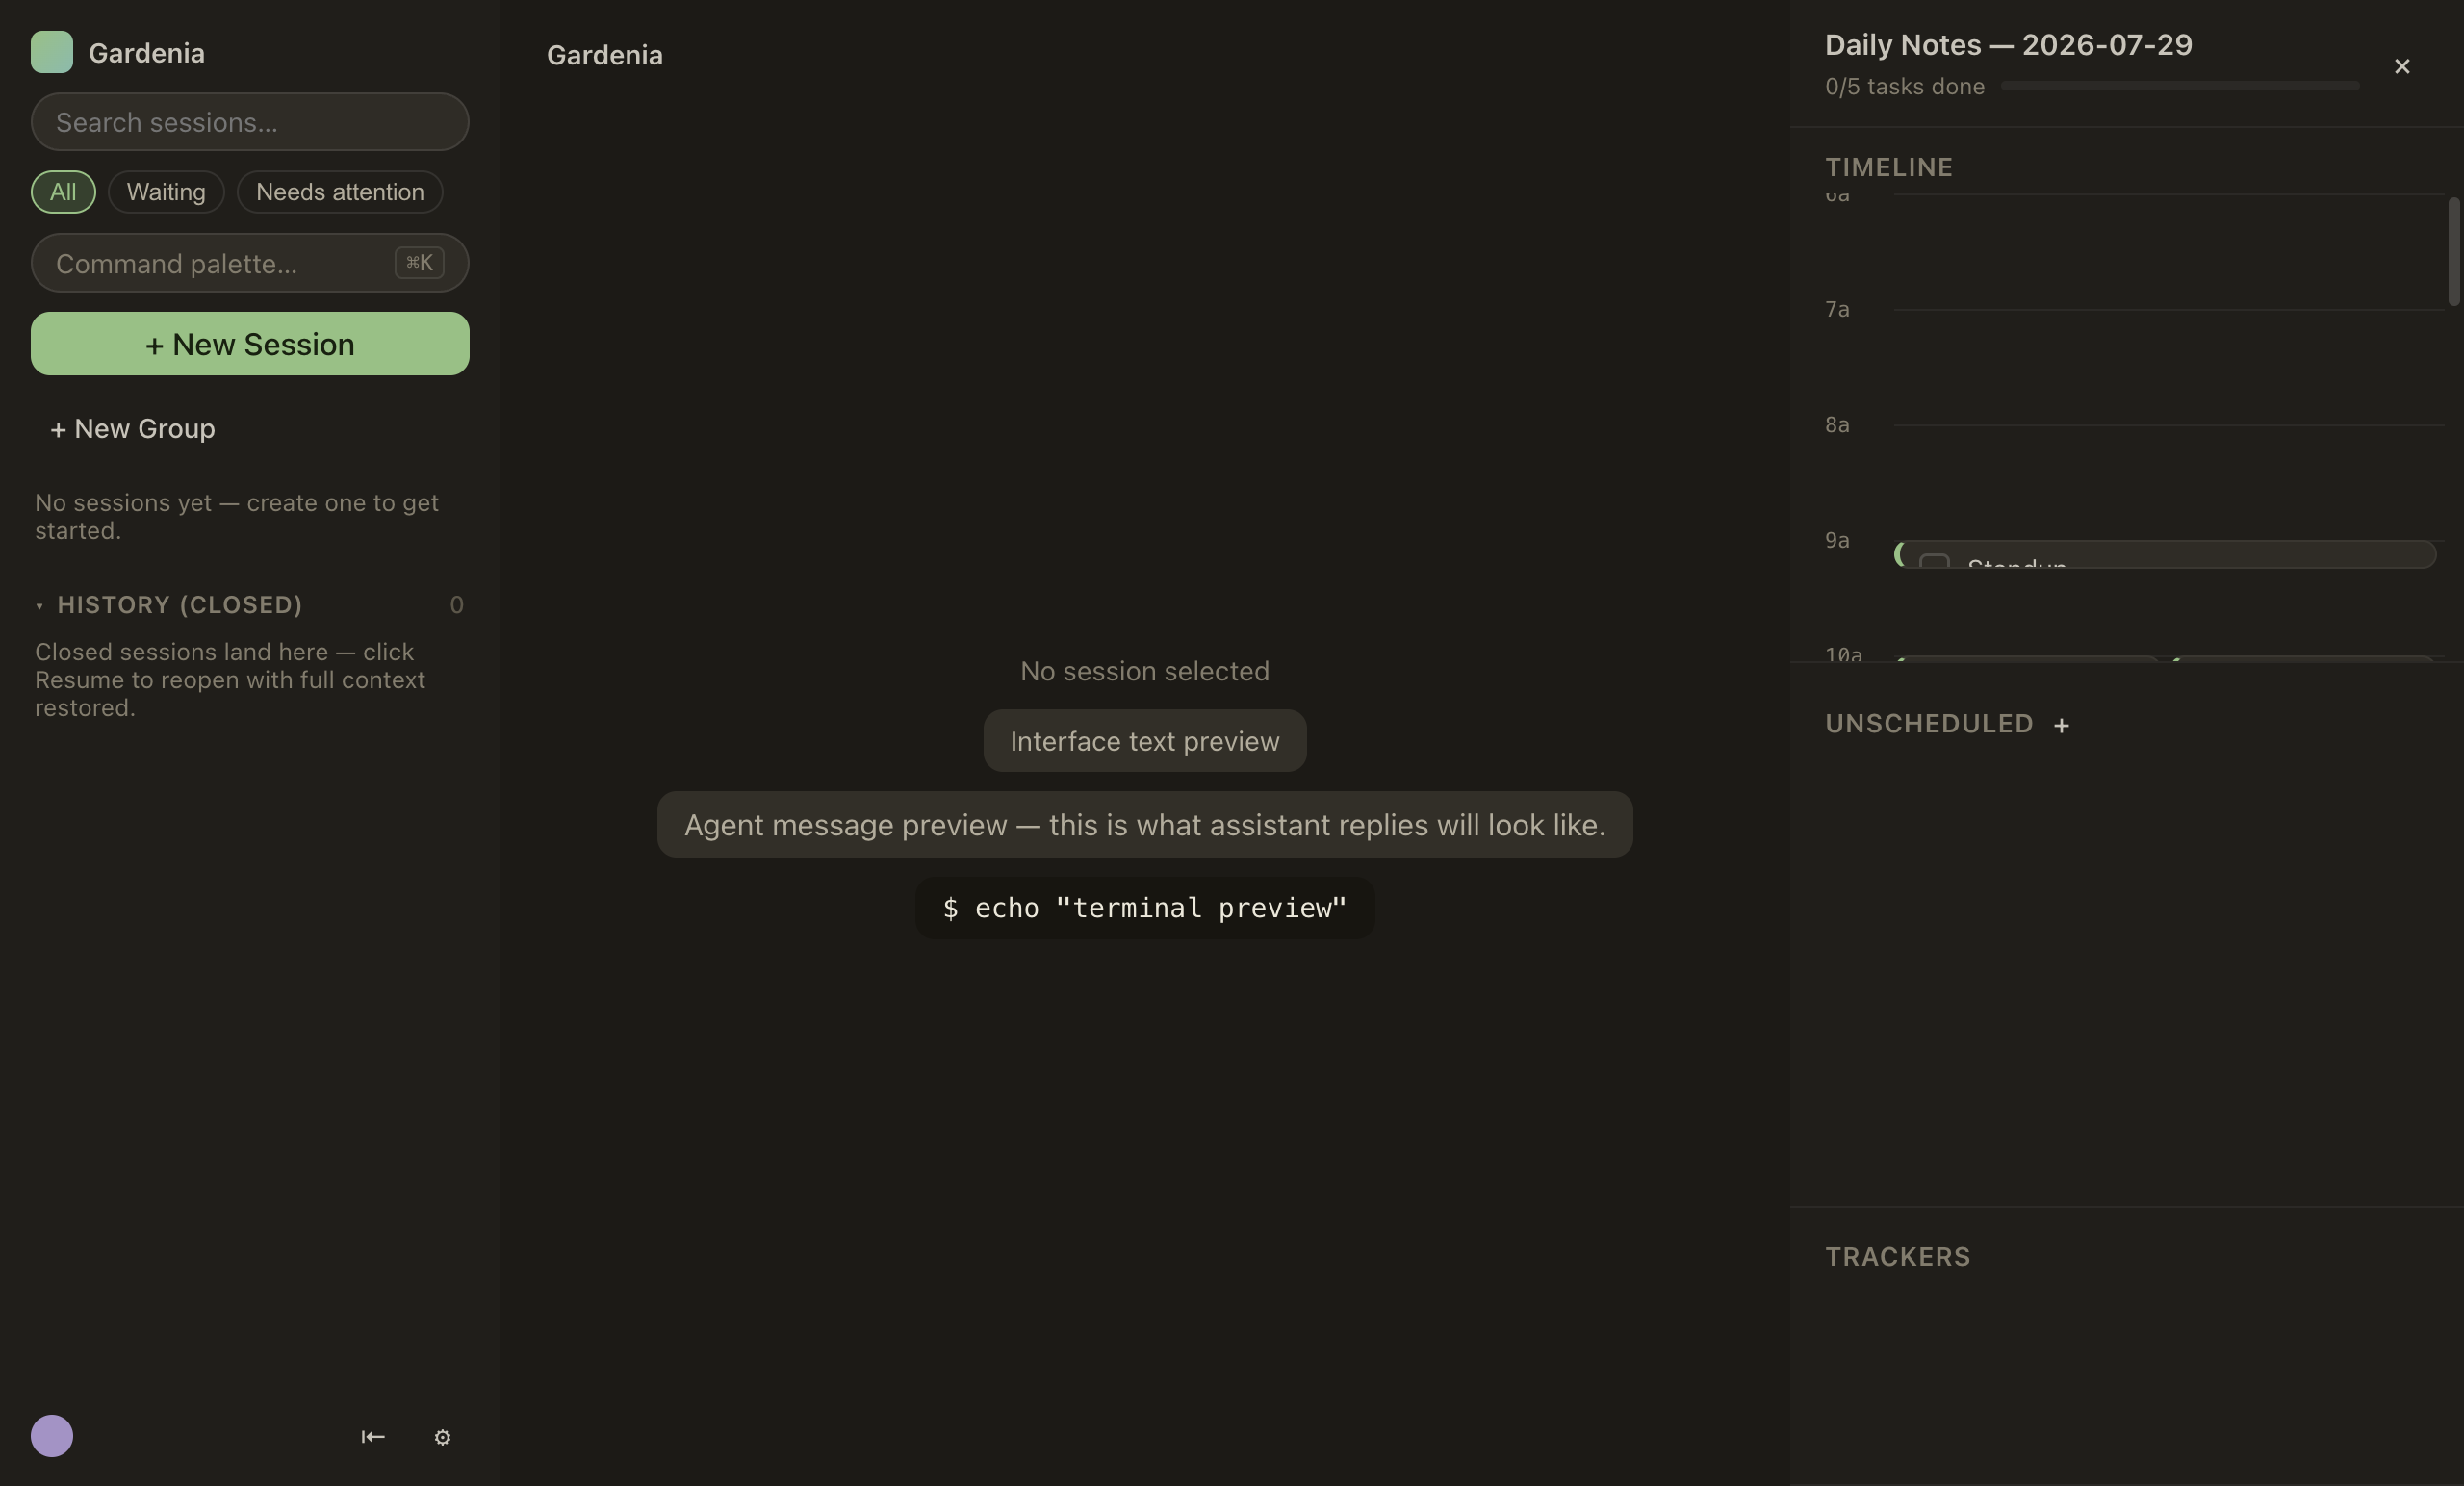 Gardenia
Search sessions...
All
Waiting
Needs attention
Command palette...
⌘K
+ New Session
+ New Group
No sessions yet — create one to get
started.
▾ HISTORY (CLOSED) 0
Closed sessions land here — click
Resume to reopen with full context
restored.
Gardenia
No session selected
Interface text preview
Agent message preview — this is what assistant replies will look like.
$ echo "terminal preview"
Daily Notes — 2026-07-29
0/5 tasks done
×
TIMELINE
6a
7a
8a
9a
Standup
10a
UNSCHEDULED +
TRACKERS